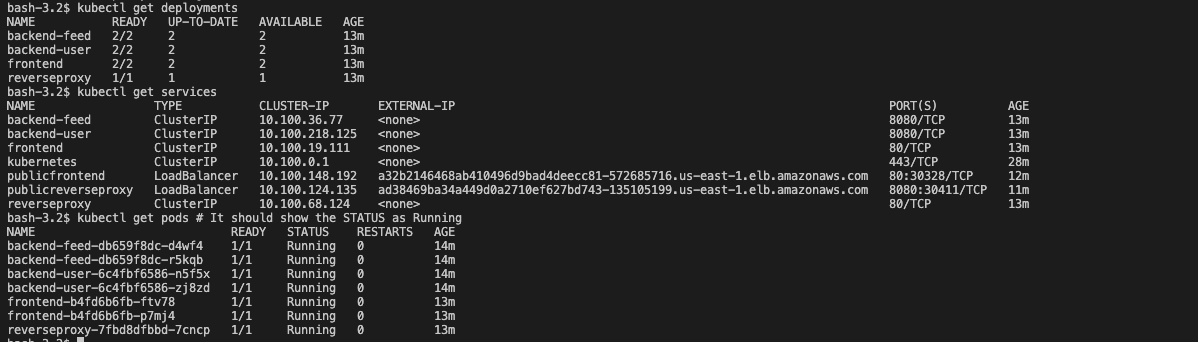 bash-3.2$ kubectl get deployments
NAME           READY   UP-TO-DATE   AVAILABLE   AGE
backend-feed   2/2     2            2           13m
backend-user   2/2     2            2           13m
frontend       2/2     2            2           13m
reverseproxy   1/1     1            1           13m
bash-3.2$ kubectl get services
NAME                 TYPE           CLUSTER-IP       EXTERNAL-IP                                                              PORT(S)          AGE
backend-feed         ClusterIP      10.100.36.77     <none>                                                                   8080/TCP         13m
backend-user         ClusterIP      10.100.218.125   <none>                                                                   8080/TCP         13m
frontend             ClusterIP      10.100.19.111    <none>                                                                   80/TCP           13m
kubernetes           ClusterIP      10.100.0.1       <none>                                                                   443/TCP          28m
publicfrontend       LoadBalancer   10.100.148.192   a32b2146468ab410496d9bad4deecc81-572685716.us-east-1.elb.amazonaws.com   80:30328/TCP     12m
publicreverseproxy   LoadBalancer   10.100.124.135   ad38469ba34a449d0a2710ef627bd743-135105199.us-east-1.elb.amazonaws.com   8080:30411/TCP   11m
reverseproxy         ClusterIP      10.100.68.124    <none>                                                                   80/TCP           13m
bash-3.2$ kubectl get pods # It should show the STATUS as Running
NAME                            READY   STATUS    RESTARTS   AGE
backend-feed-db659f8dc-d4wf4    1/1     Running   0          14m
backend-feed-db659f8dc-r5kqb    1/1     Running   0          14m
backend-user-6c4fbf6586-n5f5x   1/1     Running   0          14m
backend-user-6c4fbf6586-zj8zd   1/1     Running   0          14m
frontend-b4fd6b6fb-ftv78        1/1     Running   0          13m
frontend-b4fd6b6fb-p7mj4        1/1     Running   0          13m
reverseproxy-7fbd8dfbbd-7cncp   1/1     Running   0          13m
bash-3.2$